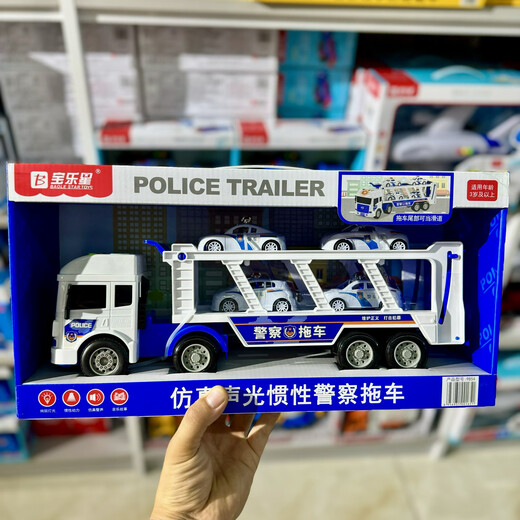 宝乐星
BAOLE STAR TOYS
POLICE TRAILER
拖车尾部可当滑道
适用年龄
3岁及以上
POLICE
维护正义 打击犯罪
警察 拖车
仿真声光惯性警察拖车